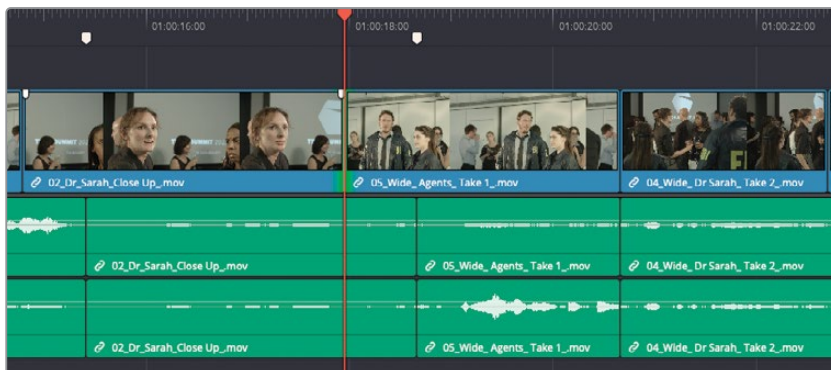 01:00:16:00
01:00:18:00
01:00:20:00
01:00:22:00
02_Dr_Sarah_Close Up_.mov
05_Wide_ Agents_ Take 1_.mov
04_Wide_ Dr Sarah_ Take 2_.mov
02_Dr_Sarah_Close Up_.mov
05_Wide_ Agents_ Take 1_.mov
04_Wide_ Dr Sarah_ Take 2_.mov
02_Dr_Sarah_Close Up_.mov
05_Wide_ Agents_ Take 1_.mov
04_Wide_ Dr Sarah_ Take 2_.mov